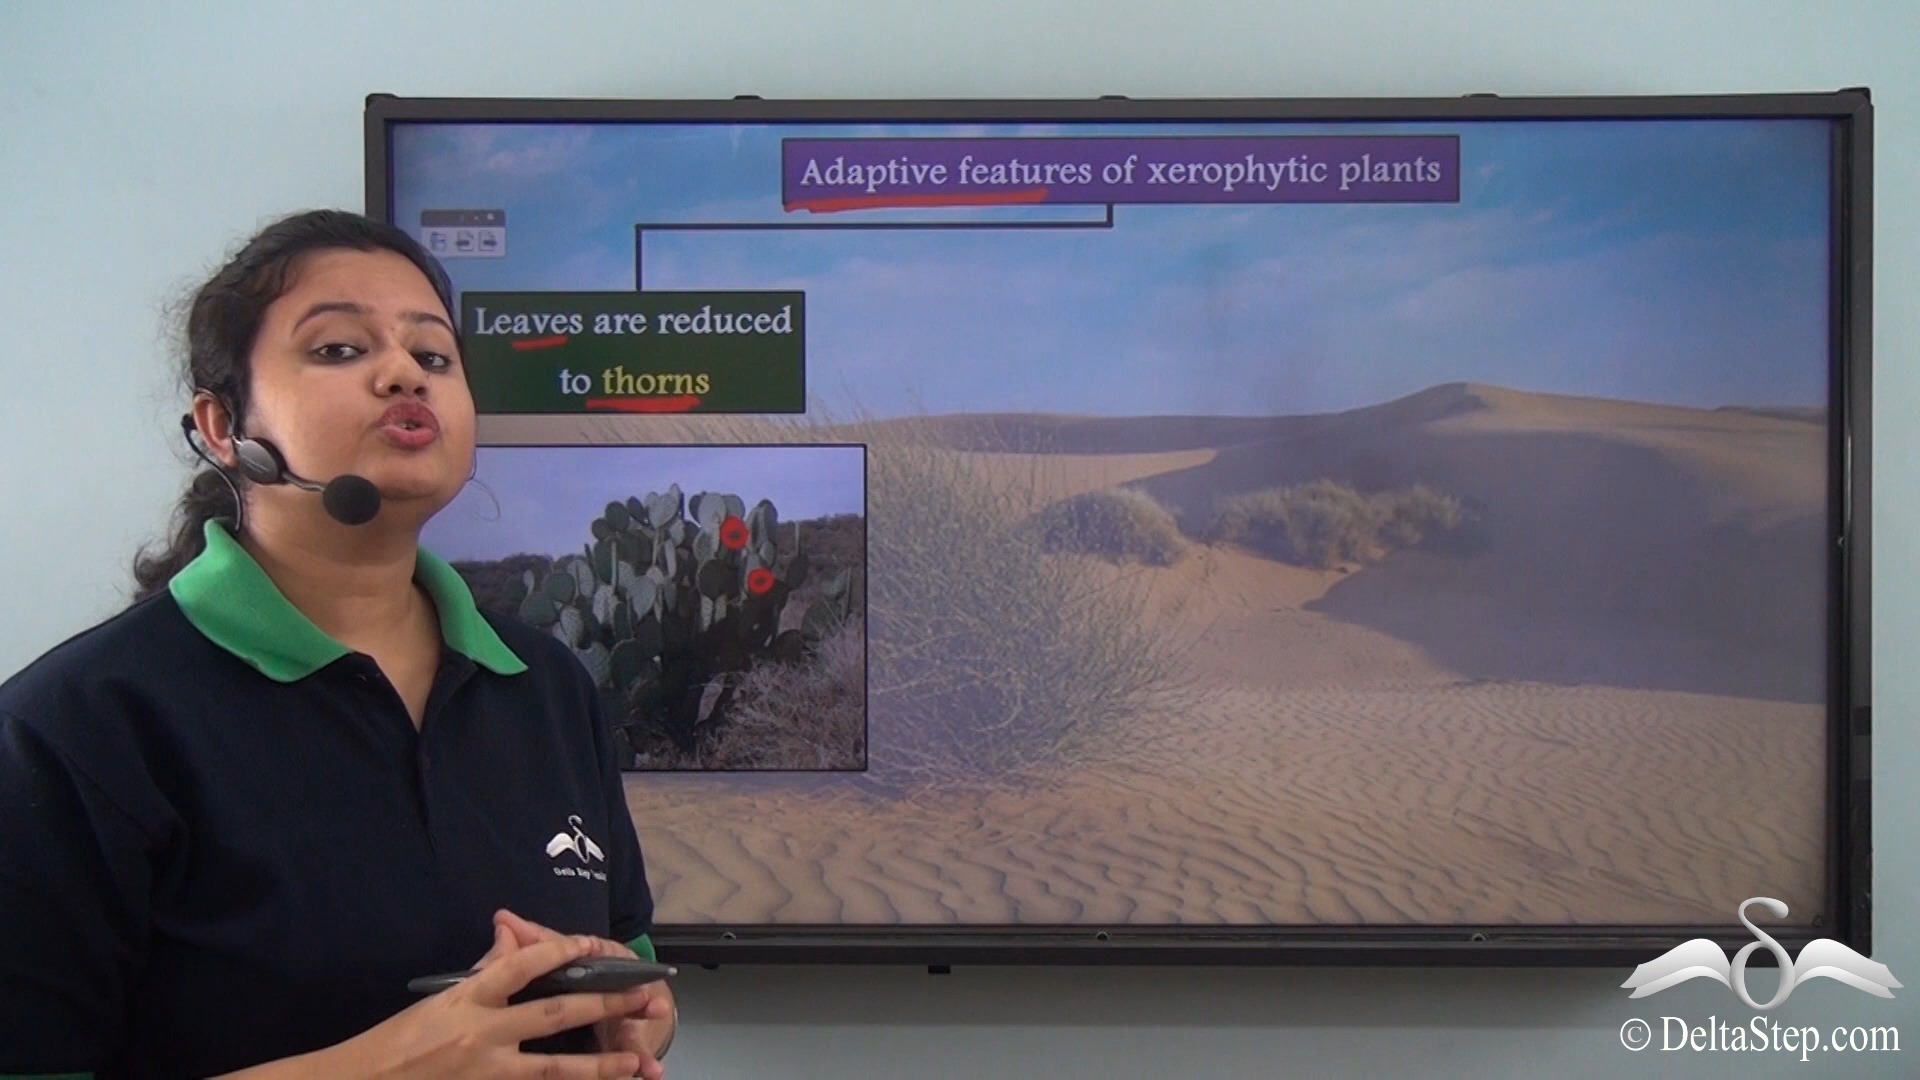 Adaptive features of xerophytic plants
Leaves are reduced
to thorns
© DeltaStep.com